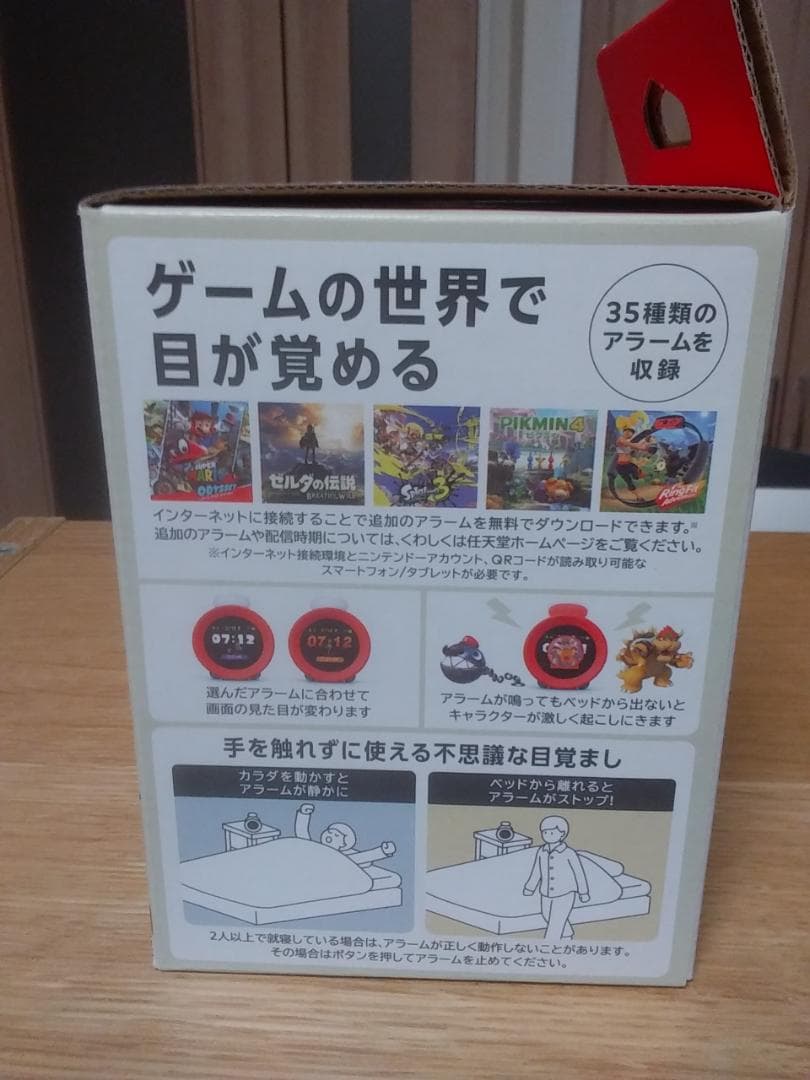 ゲームの世界で
目が覚める
35種類の
アラームを
収録
SUPER
MARIO
ODYSSEY
ゼルダの伝説
BREATH OF THE WILD
3
PIKMIN 4
RingFit
Adventure
インターネットに接続することで追加のアラームを無料でダウンロードできます。※
追加のアラームや配信時期については、くわしくは任天堂ホームページをご覧ください。
※インターネット接続環境とニンテンドーアカウント、QRコードが読み取り可能な
スマートフォン/タブレットが必要です。
07:12
07:12
選んだアラームに合わせて
画面の見た目が変わります
アラームが鳴ってもベッドから出ないと
キャラクターが激しく起こしにきます
手を触れずに使える不思議な目覚まし
カラダを動かすと
アラームが静かに
ベッドから離れると
アラームがストップ!
2人以上で就寝している場合は、アラームが正しく動作しないことがあります。
その場合はボタンを押してアラームを止めてください。